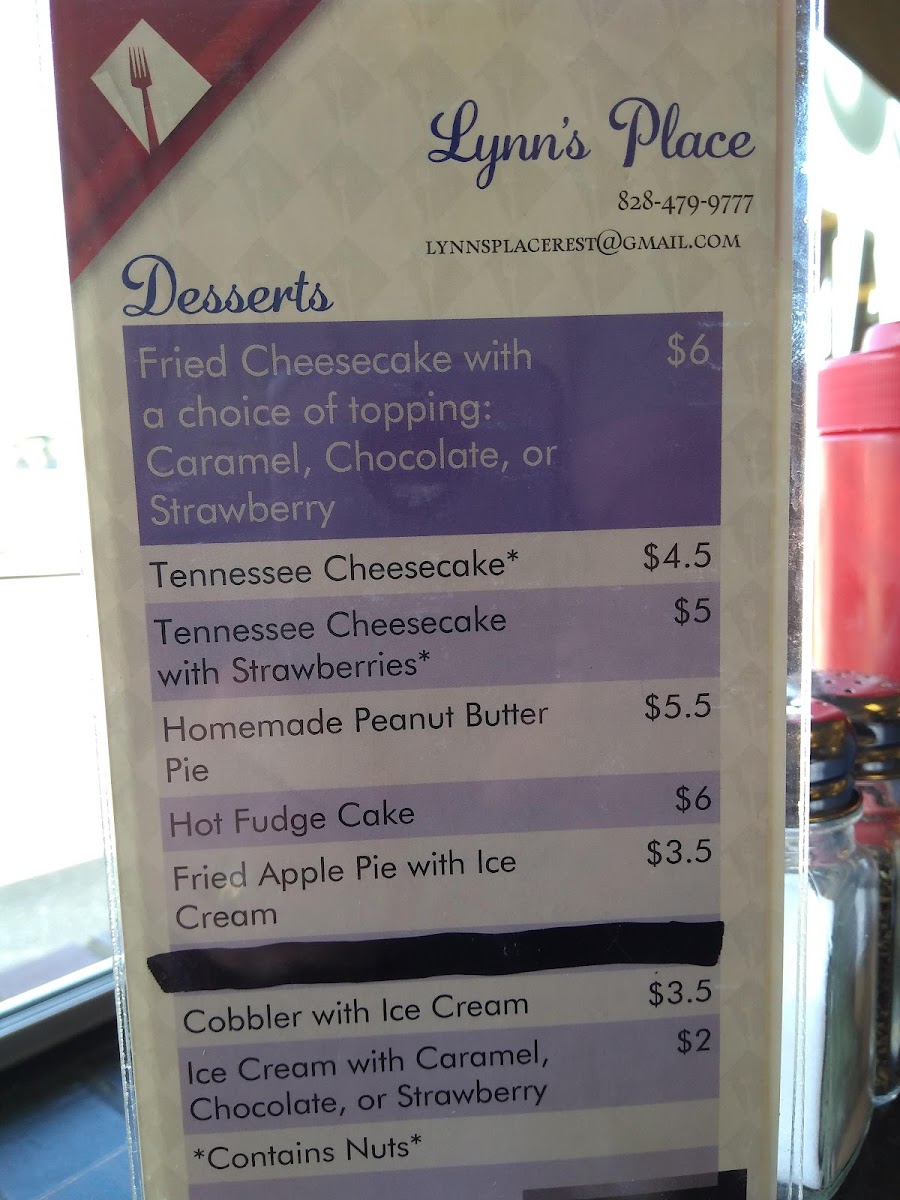 Lynn's Place
828-479-9777
LYNNSPLACEREST@GMAIL.COM
Desserts
Fried Cheesecake with $6
a choice of topping:
Caramel, Chocolate, or
Strawberry
Tennessee Cheesecake* $4.5
Tennessee Cheesecake $5
with Strawberries*
Homemade Peanut Butter $5.5
Pie
Hot Fudge Cake $6
Fried Apple Pie with Ice $3.5
Cream
Cobbler with Ice Cream $3.5
Ice Cream with Caramel, $2
Chocolate, or Strawberry
*Contains Nuts*